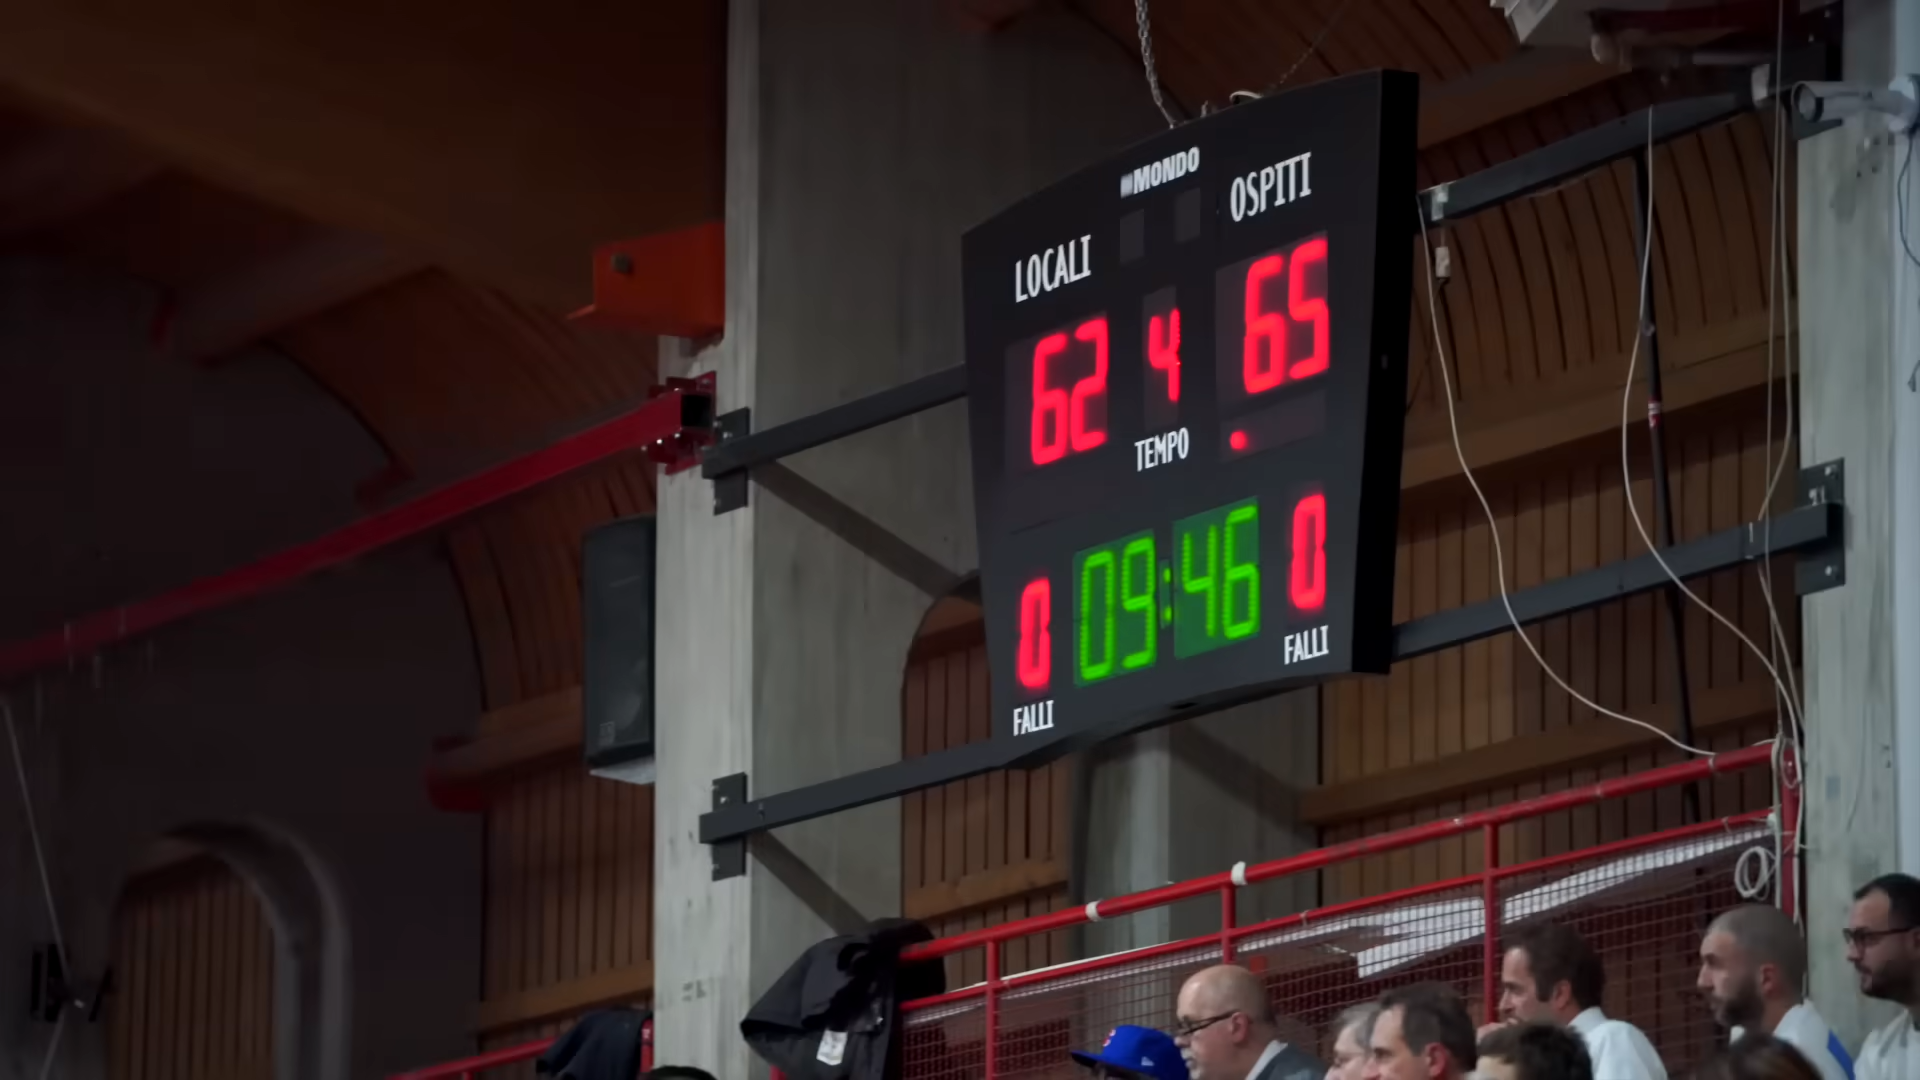 MONDO
LOCALI OSPITI
62 4 65
TEMPO
0 09:46 0
FALLI FALLI